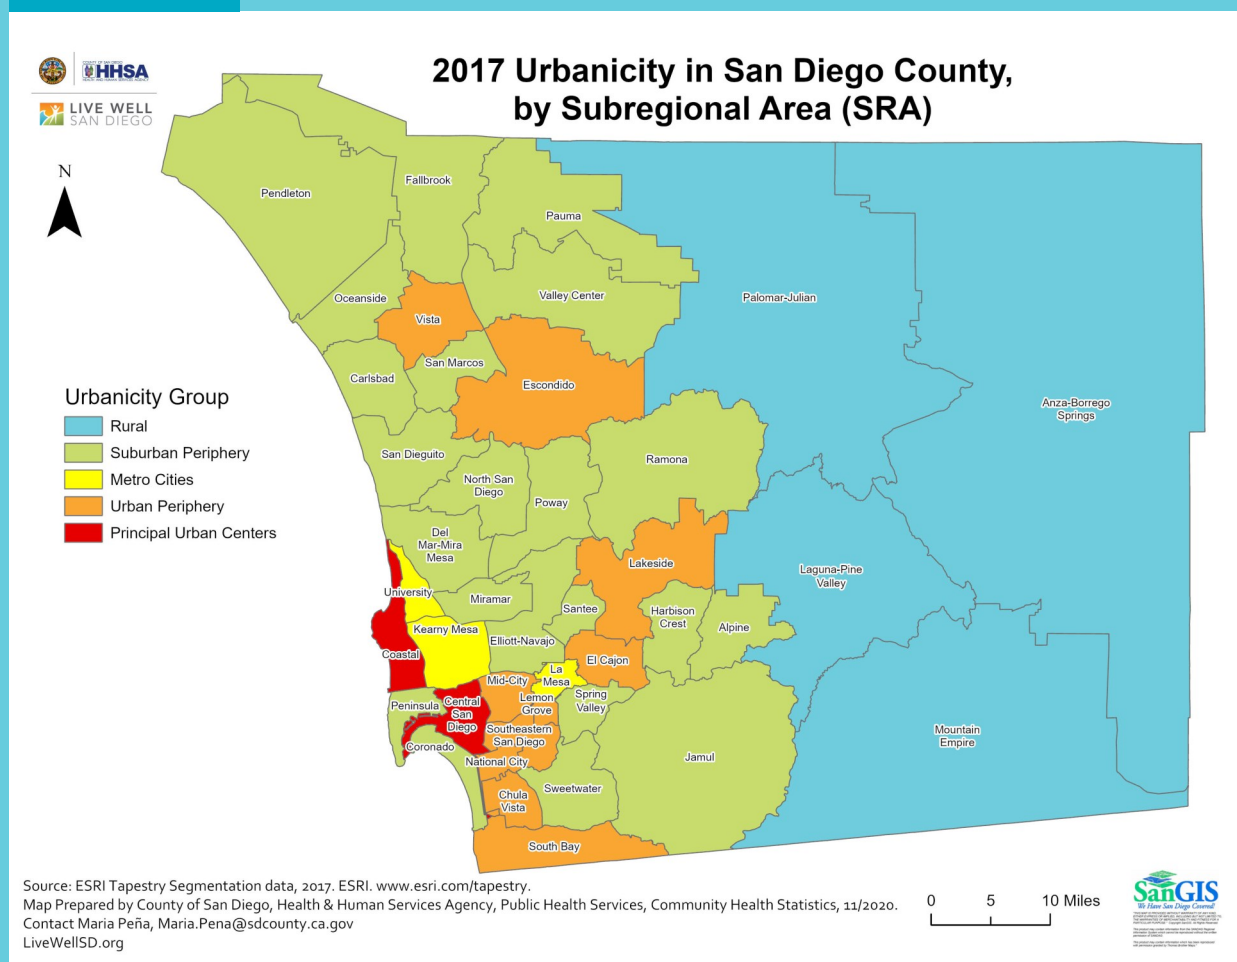 HHSA
LIVE WELL
SAN DIEGO
2017 Urbanicity in San Diego County,
by Subregional Area (SRA)
N
Pendleton
Fallbrook
Pauma
Oceanside
Valley Center
Palomar-Julian
Vista
San Marcos
Carlsbad
Escondido
Anza-Borrego
Springs
Urbanicity Group
Rural
Suburban Periphery
Metro Cities
Urban Periphery
Principal Urban Centers
San Dieguito
Ramona
North San
Diego
Poway
Del
Mar-Mira
Mesa
Lakeside
Laguna-Pine
Valley
University
Miramar
Santee
Harbison
Crest
Alpine
Kearny Mesa
Elliott-Navajo
Coastal
El Cajon
La
Mesa
Mid-City
Peninsula
Central
San
Diego
Lemon
Grove
Spring
Valley
Southeastern
San Diego
Coronado
National City
Jamul
Mountain
Empire
Sweetwater
Chula
Vista
South Bay
Source: ESRI Tapestry Segmentation data, 2017. ESRI. www.esri.com/tapestry.
Map Prepared by County of San Diego, Health & Human Services Agency, Public Health Services, Community Health Statistics, 11/2020.
Contact Maria Peña, Maria.Pena@sdcounty.ca.gov
LiveWellSD.org
0 5 10 Miles
SanGIS
We Have San Diego Covered!